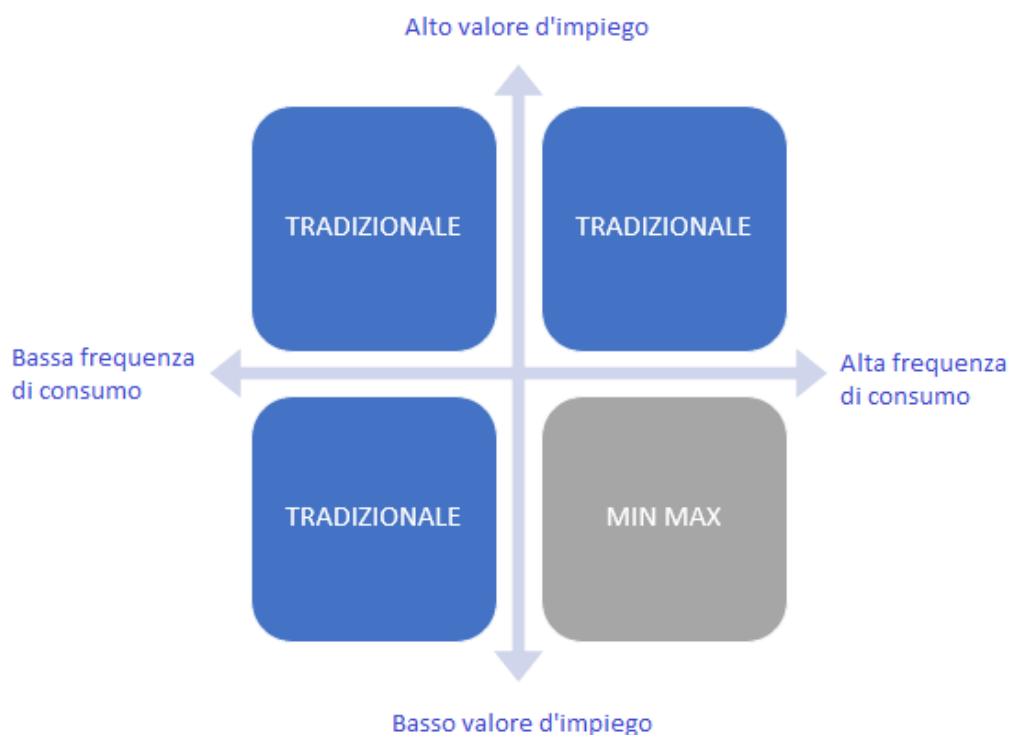 Alto valore d'impiego
TRADIZIONALE
TRADIZIONALE
Bassa frequenza
di consumo
Alta frequenza
di consumo
TRADIZIONALE
MIN MAX
Basso valore d'impiego